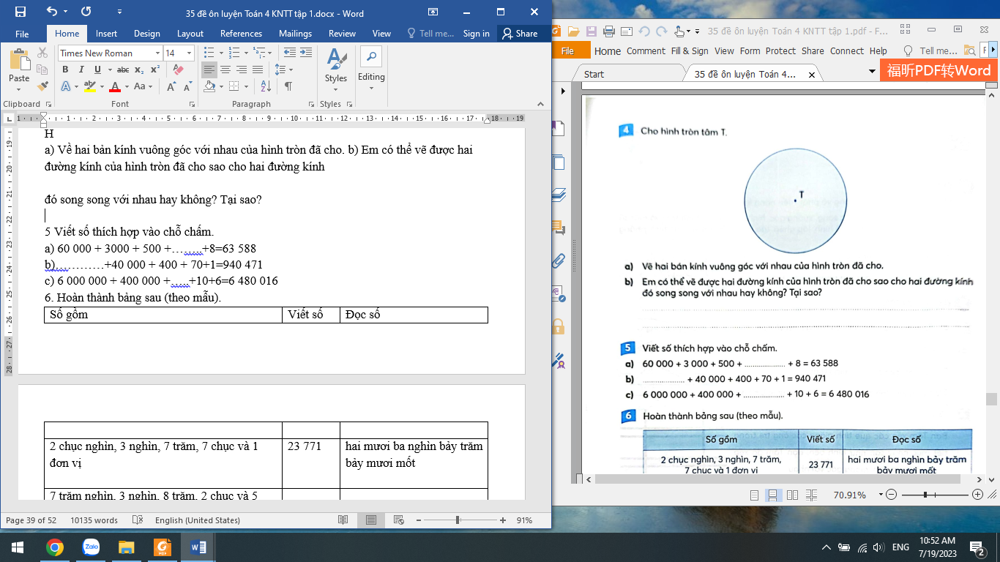 35 đề ôn luyện Toán 4 KNTT tập 1.docx - Word
File Home Insert Design Layout References Mailings Review View Tell me... Sign in Share
Times New Roman 14
Paste
Styles
Editing
Clipboard Font Paragraph Styles
H
a) Về hai bản kính vuông góc với nhau của hình tròn đã cho. b) Em có thể vẽ được hai
đường kính của hình tròn đã cho sao cho hai đường kính
đó song song với nhau hay không? Tại sao?
5 Viết số thích hợp vào chỗ chấm.
a) 60 000 + 3000 + 500 +……..+8=63 588
b)…………+40 000 + 400 + 70+1=940 471
c) 6 000 000 + 400 000 +…..+10+6=6 480 016
6. Hoàn thành bảng sau (theo mẫu).
Số gồm Viết số Đọc số
2 chục nghìn, 3 nghìn, 7 trăm, 7 chục và 1 23 771 hai mươi ba nghìn bảy trăm
đơn vị bảy mươi mốt
7 trăm nghìn, 3 nghìn, 8 trăm, 2 chục và 5
Page 39 of 52 10135 words English (United States) 91%
35 đề ôn luyện Toán 4 KNTT tập 1.pdf - F...
File Home Comment Fill & Sign View Form Protect Share Connect Help Tell me...
Start 35 đề ôn luyện Toán 4... 福昕PDF转Word
4 Cho hình tròn tâm T.
T
a) Vẽ hai bán kính vuông góc với nhau của hình tròn đã cho.
b) Em có thể vẽ được hai đường kính của hình tròn đã cho sao cho hai đường kính
đó song song với nhau hay không? Tại sao?
5 Viết số thích hợp vào chỗ chấm.
a) 60 000 + 3 000 + 500 + .................... + 8 = 63 588
b) .................... + 40 000 + 400 + 70 + 1 = 940 471
c) 6 000 000 + 400 000 + .................... + 10 + 6 = 6 480 016
6 Hoàn thành bảng sau (theo mẫu).
Số gồm Viết số Đọc số
2 chục nghìn, 3 nghìn, 7 trăm, 23 771 hai mươi ba nghìn bảy trăm
7 chục và 1 đơn vị bảy mươi mốt
70.91%
ENG 10:52 AM
7/19/2023